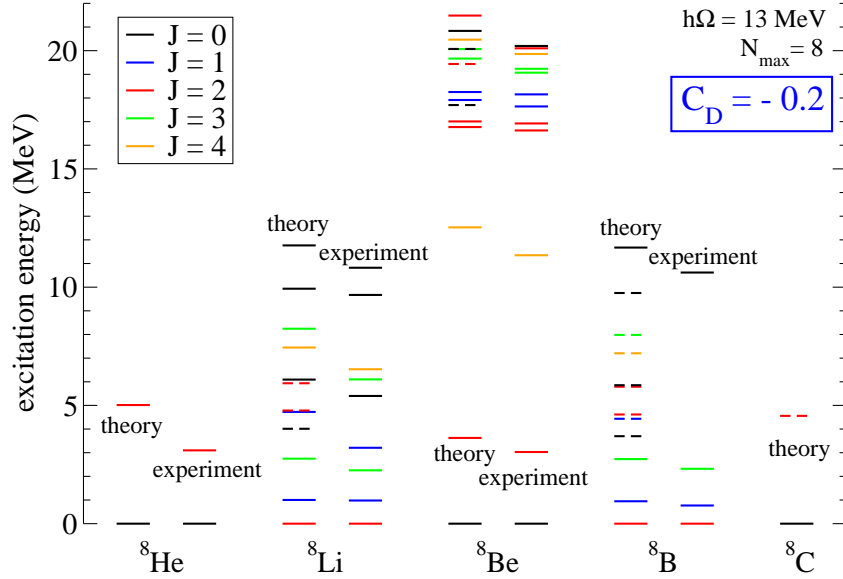 hΩ = 13 MeV
N_max = 8
C_D = - 0.2
J = 0
J = 1
J = 2
J = 3
J = 4
excitation energy (MeV)
20
15
10
5
0
theory
experiment
theory
experiment
theory
experiment
theory
experiment
theory
⁸He
⁸Li
⁸Be
⁸B
⁸C